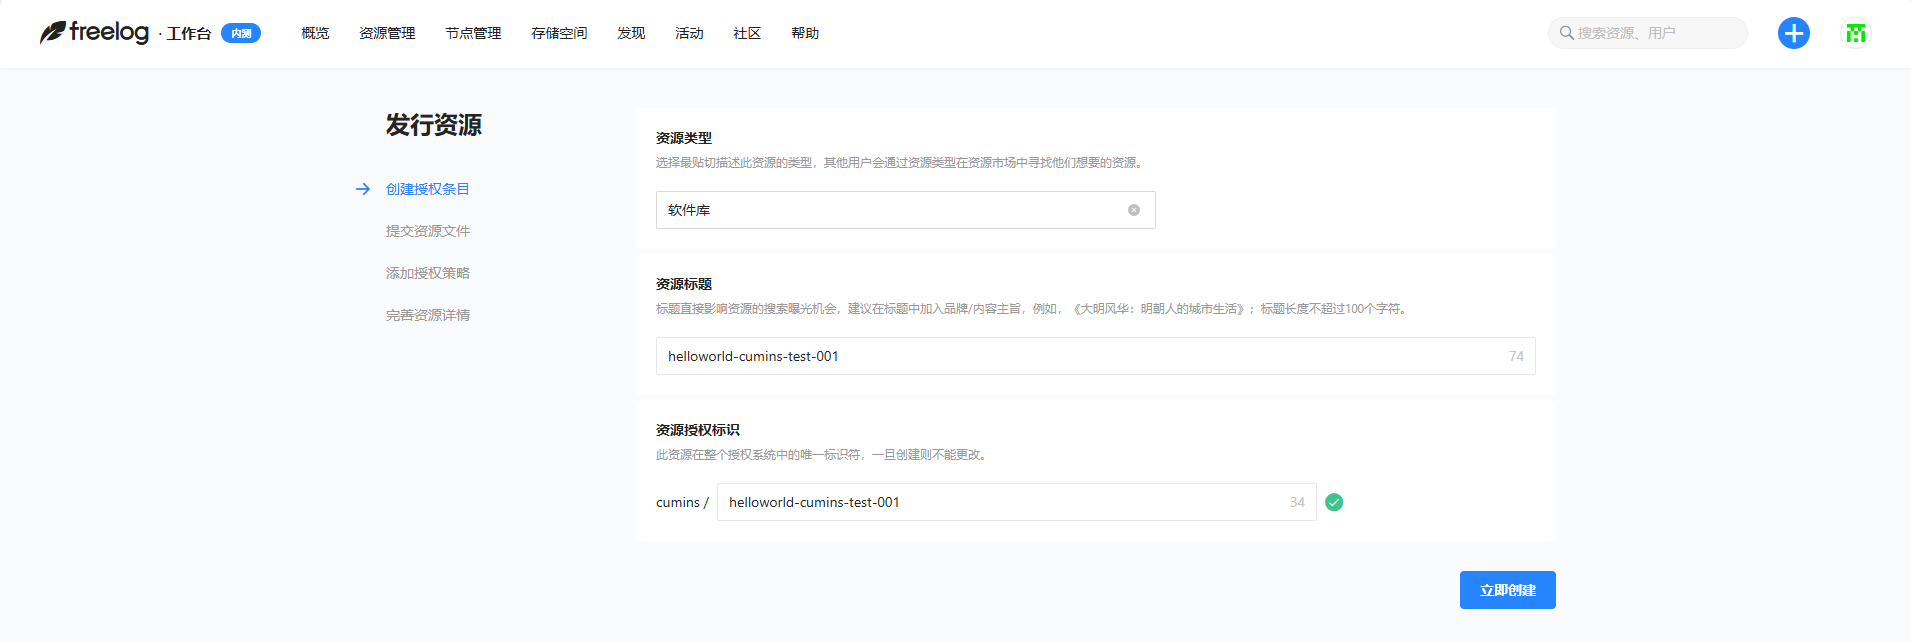 freelog · 工作台 内测 概览 资源管理 节点管理 存储空间 发现 活动 社区 帮助 搜索资源、用户
发行资源
创建授权条目
提交资源文件
添加授权策略
完善资源详情
资源类型
选择最贴切描述此资源的类型，其他用户会通过资源类型在资源市场中寻找他们想要的资源。
软件库
资源标题
标题直接影响资源的搜索曝光机会，建议在标题中加入品牌/内容主旨，例如，《大明风华：明朝人的城市生活》；标题长度不超过100个字符。
helloworld-cumins-test-001 74
资源授权标识
此资源在整个授权系统中的唯一标识符，一旦创建则不能更改。
cumins / helloworld-cumins-test-001 34
立即创建